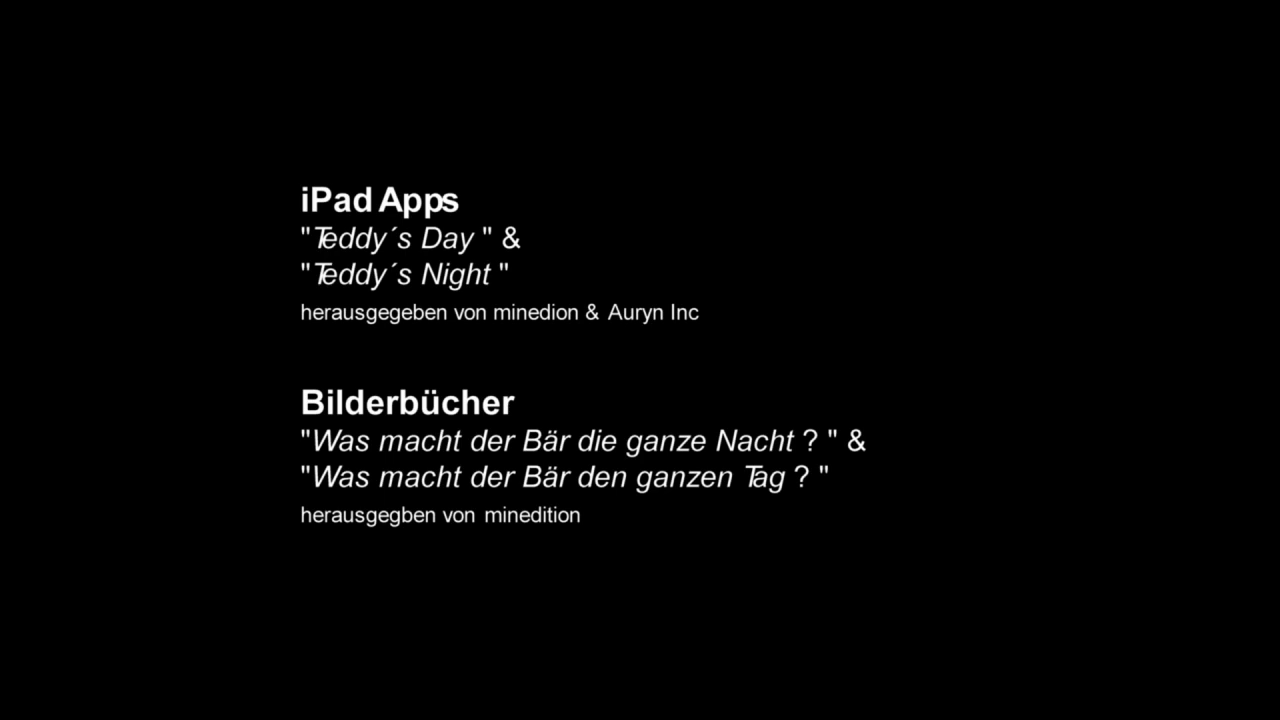 iPad Apps
"Teddy´s Day " &
"Teddy´s Night "
herausgegeben von minedion & Auryn Inc
Bilderbücher
"Was macht der Bär die ganze Nacht ? " &
"Was macht der Bär den ganzen Tag ? "
herausgegben von minedition